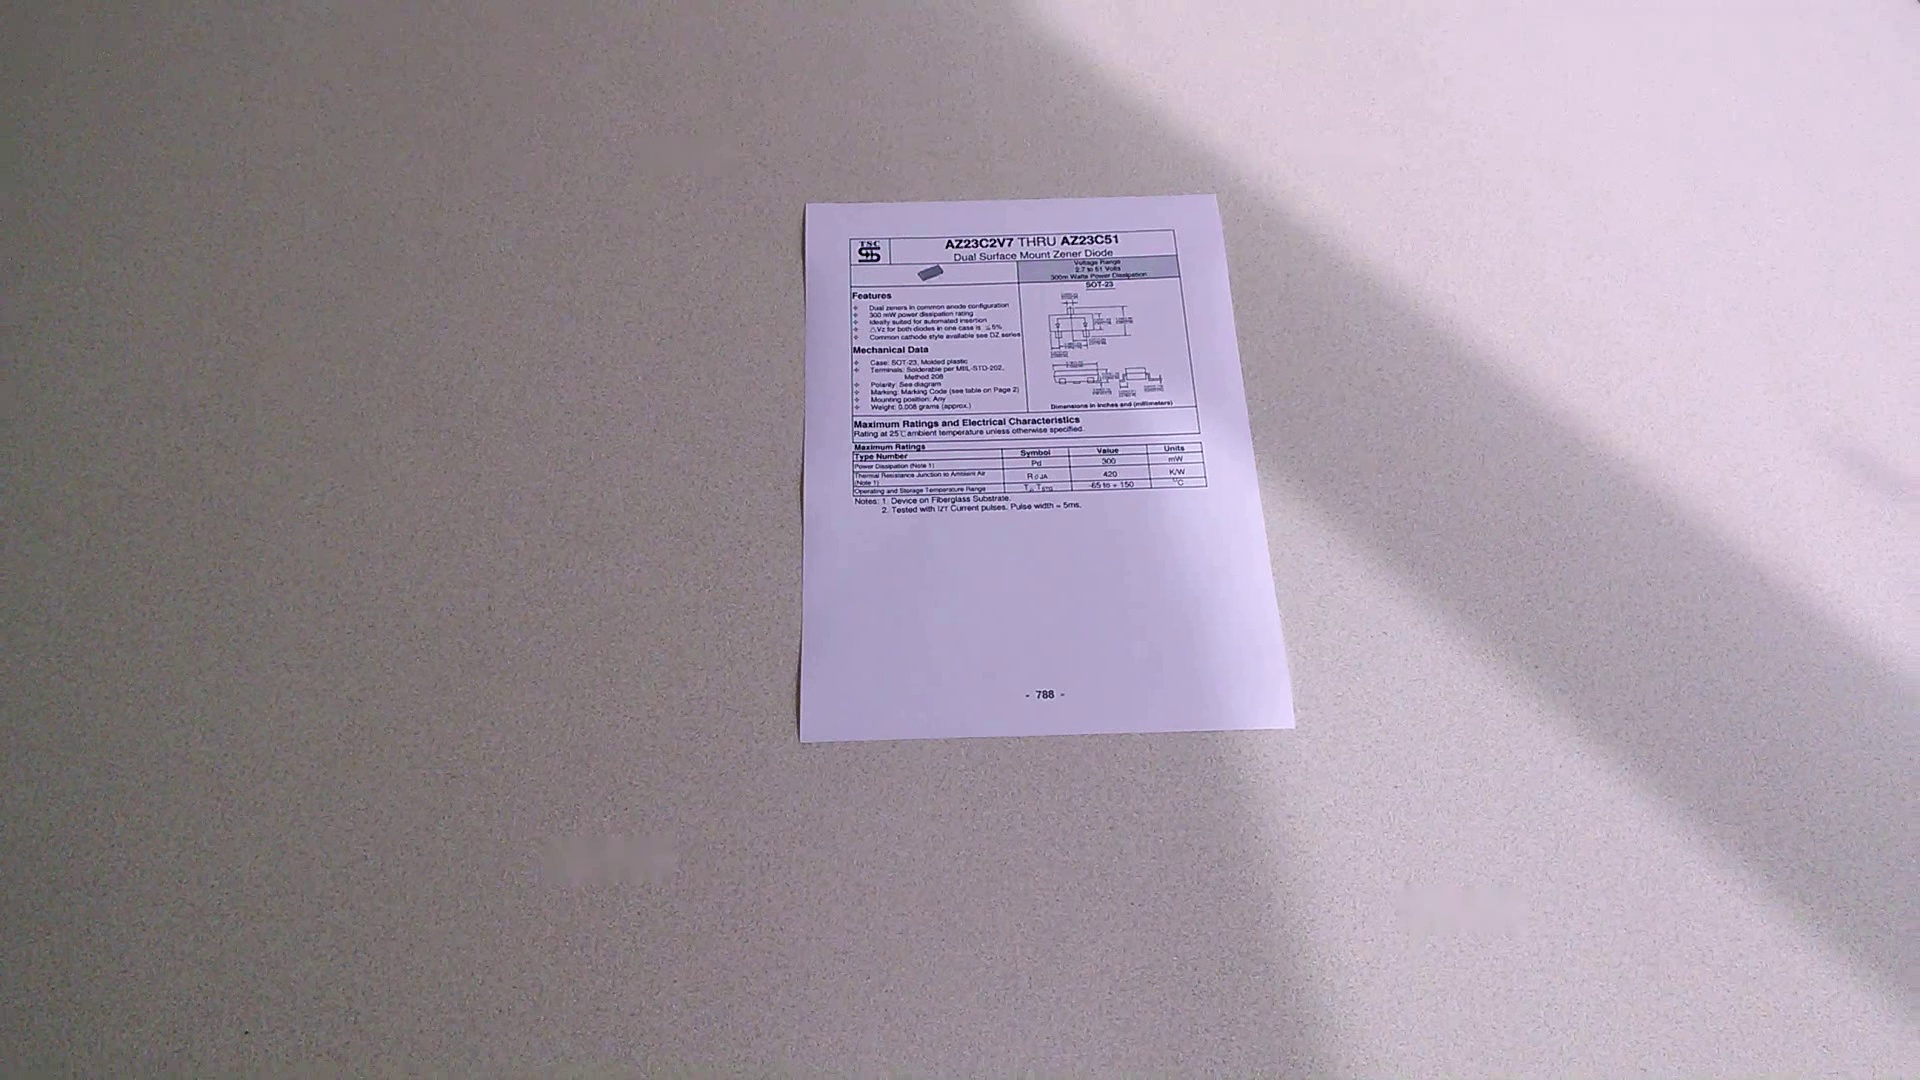 TSC
AZ23C2V7 THRU AZ23C51
Dual Surface Mount Zener Diode
Voltage Range
2.7 to 51 Volts
300m Watts Power Dissipation
SOT-23
Features
Dual zeners in common anode configuration
300 mW power dissipation rating
Ideally suited for automated insertion
△Vz for both diodes in one case is ≦5%
Common cathode style available see DZ series
Mechanical Data
Case: SOT-23, Molded plastic
Terminals: Solderable per MIL-STD-202,
Method 208
Polarity: See diagram
Marking: Marking Code (see table on Page 2)
Mounting position: Any
Weight: 0.008 grams (approx.)
Dimensions in inches and (millimeters)
Maximum Ratings and Electrical Characteristics
Rating at 25℃ ambient temperature unless otherwise specified.
Maximum Ratings
Type Number Symbol Value Units
Power Dissipation (Note 1) Pd 300 mW
Thermal Resistance Junction to Ambient Air
(Note 1) RθJA 420 K/W
Operating and Storage Temperature Range TJ, TSTG -65 to + 150 °C
Notes: 1. Device on Fiberglass Substrate.
2. Tested with IZT Current pulses. Pulse width = 5ms.
- 788 -